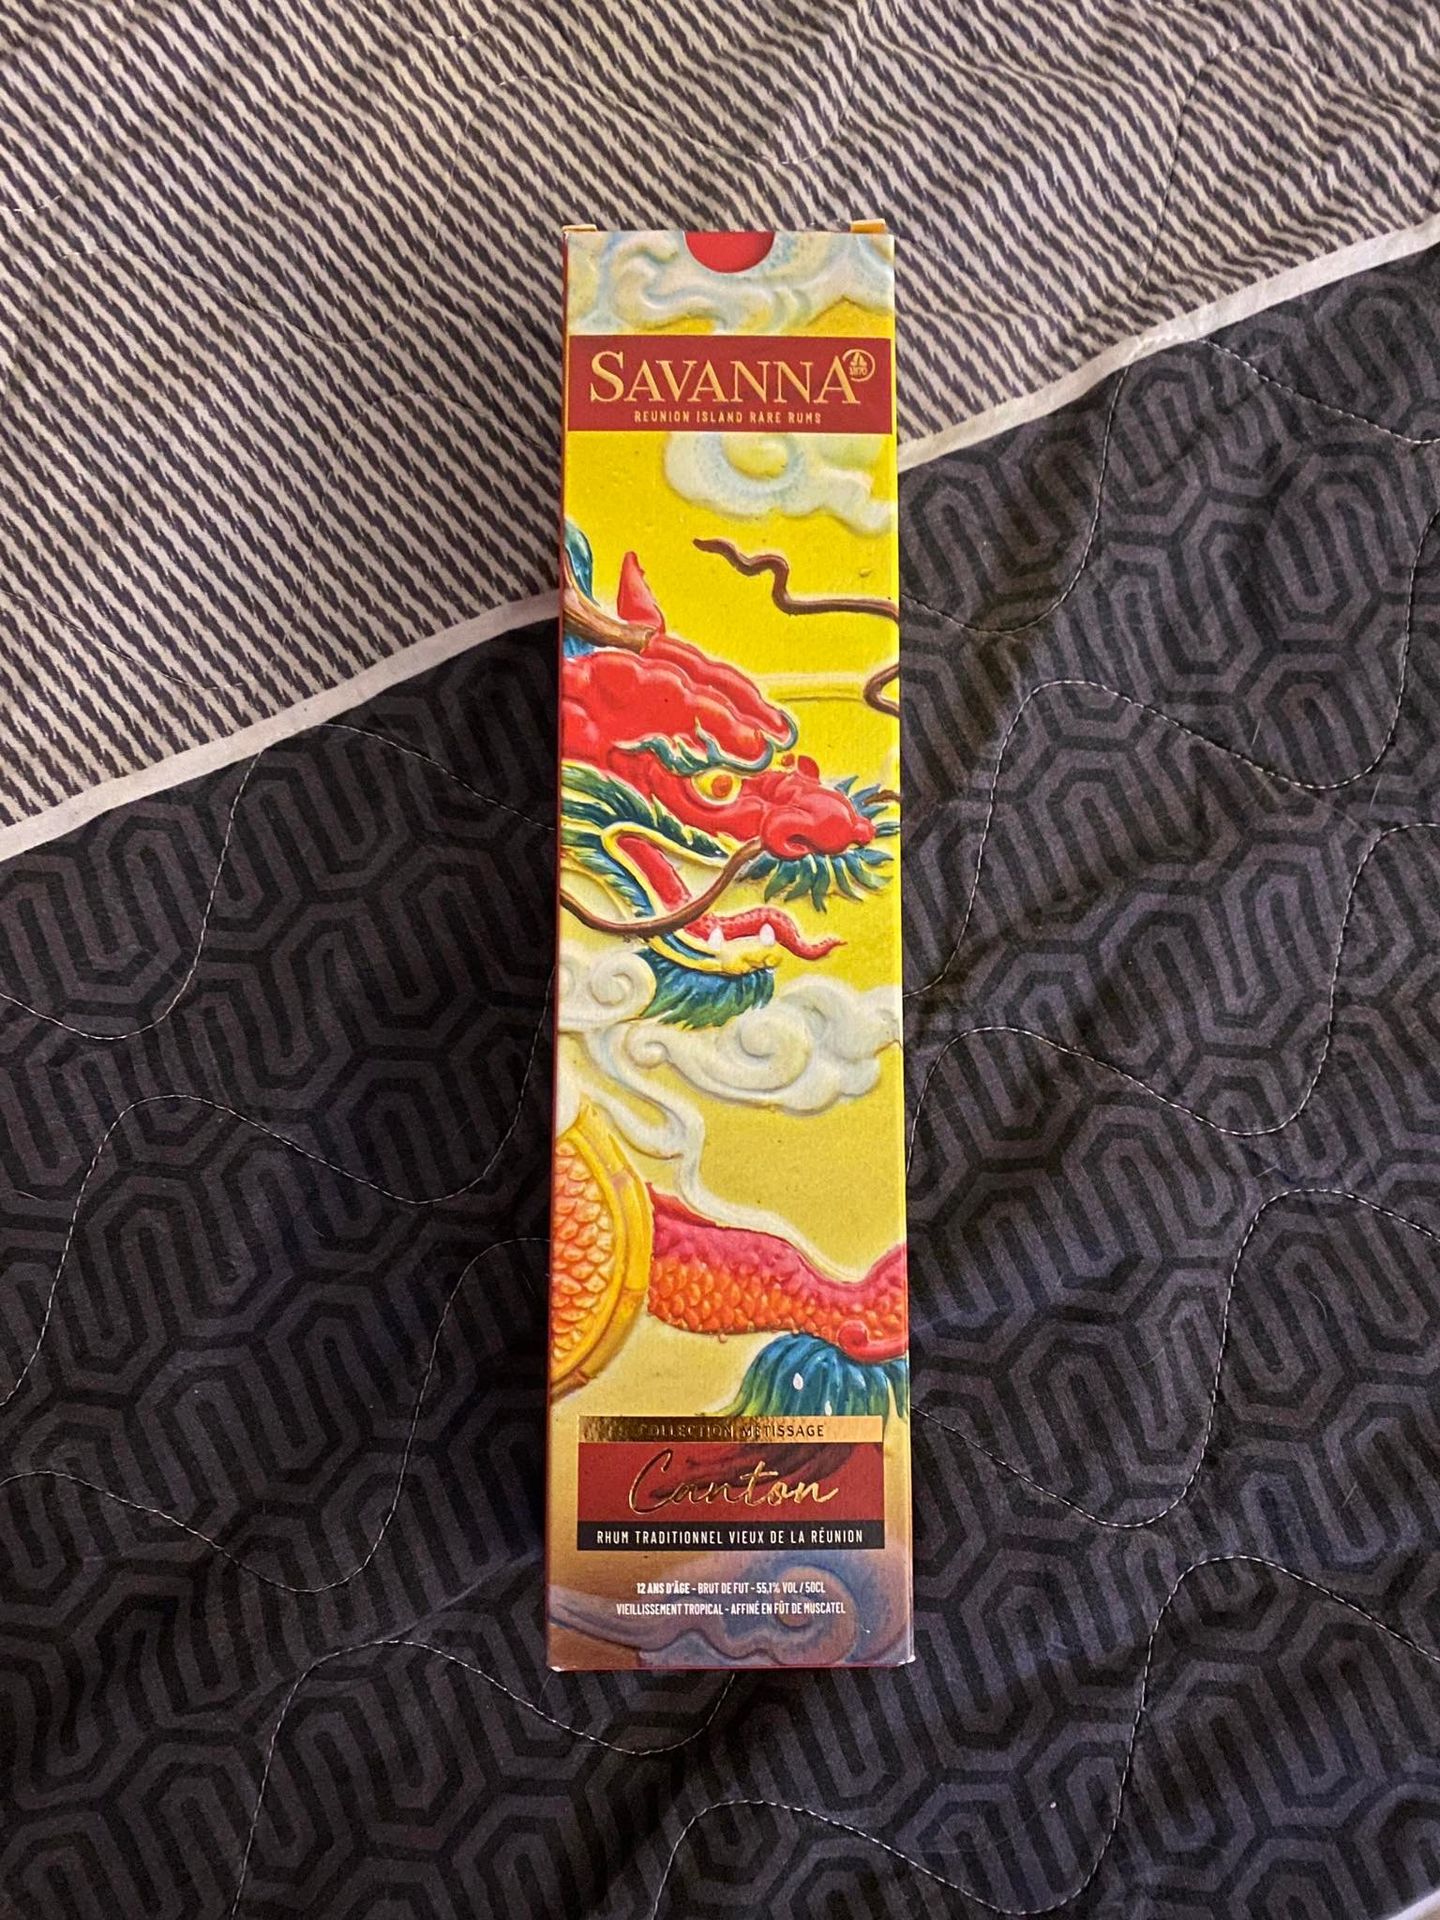 SAVANNA
1870
REUNION ISLAND RARE RUMS
COLLECTION MÉTISSAGE
Canton
RHUM TRADITIONNEL VIEUX DE LA RÉUNION
12 ANS D'ÂGE - BRUT DE FUT - 55,1% VOL / 50CL
VIEILLISSEMENT TROPICAL - AFFINÉ EN FÛT DE MUSCATEL